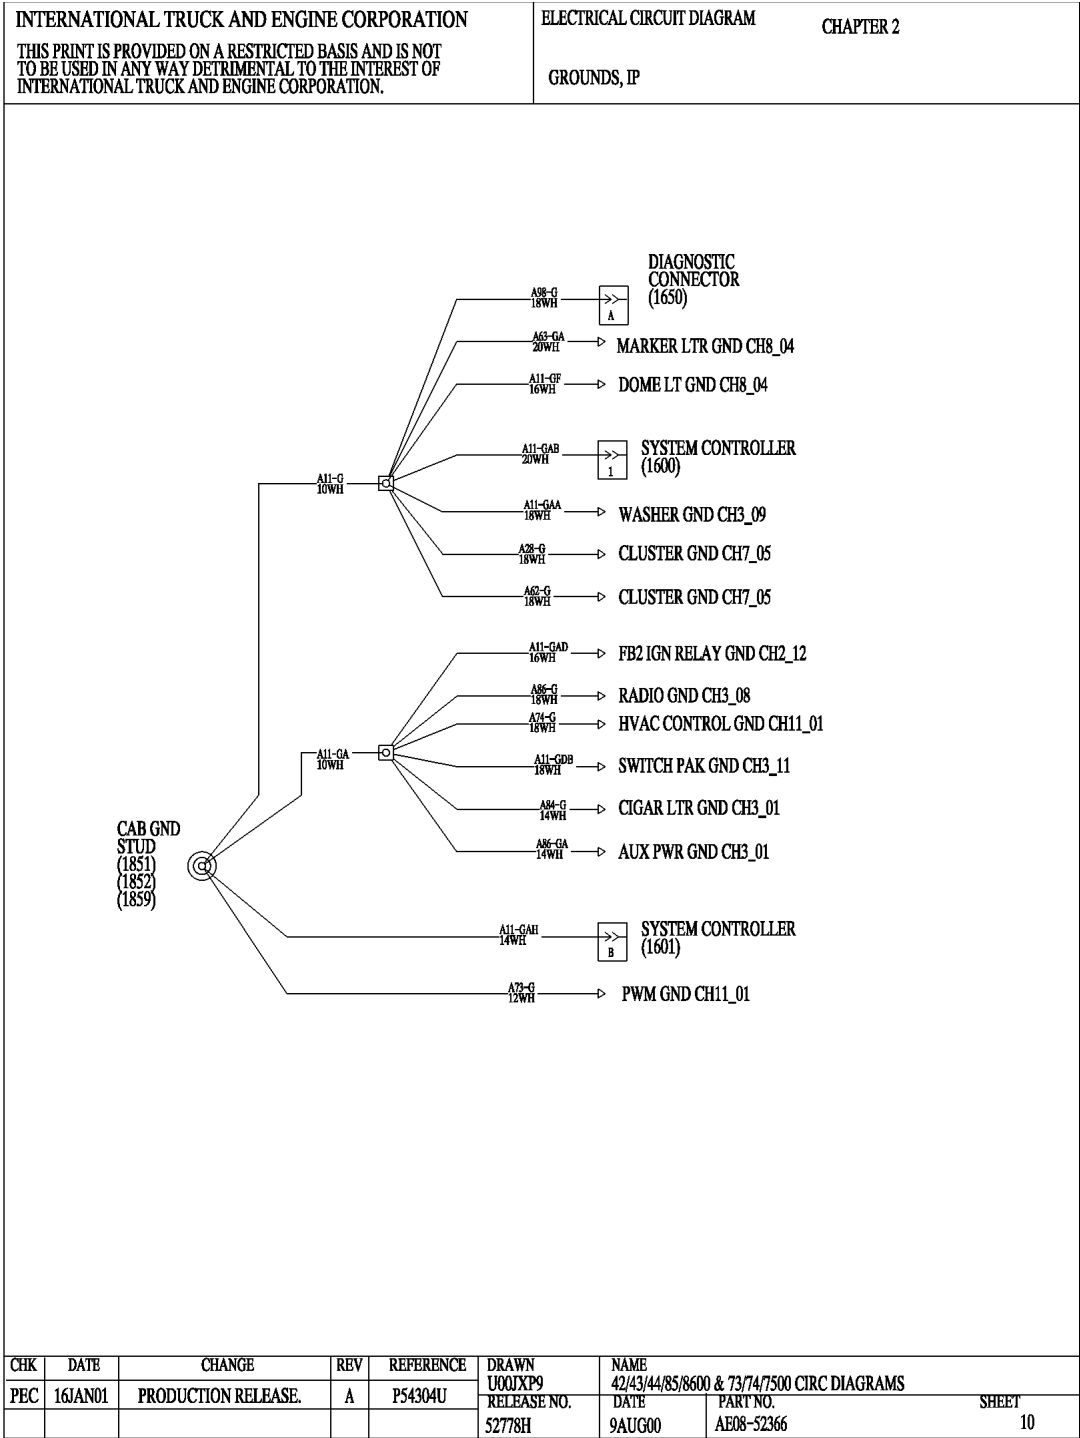 INTERNATIONAL TRUCK AND ENGINE CORPORATION
THIS PRINT IS PROVIDED ON A RESTRICTED BASIS AND IS NOT
TO BE USED IN ANY WAY DETRIMENTAL TO THE INTEREST OF
INTERNATIONAL TRUCK AND ENGINE CORPORATION.
ELECTRICAL CIRCUIT DIAGRAM
CHAPTER 2
GROUNDS, IP
DIAGNOSTIC
CONNECTOR
(1650)
A98-G
18WH
A
A63-GA
20WH
MARKER LTR GND CH8_04
A11-GF
16WH
DOME LT GND CH8_04
A11-GAB
20WH
1
SYSTEM CONTROLLER
(1600)
A11-G
10WH
A11-GAA
18WH
WASHER GND CH3_09
A28-G
18WH
CLUSTER GND CH7_05
A62-G
18WH
CLUSTER GND CH7_05
A11-GAD
16WH
FB2 IGN RELAY GND CH2_12
A86-G
18WH
RADIO GND CH3_08
A74-G
18WH
HVAC CONTROL GND CH11_01
A11-GA
10WH
A11-GDB
18WH
SWITCH PAK GND CH3_11
A84-G
14WH
CIGAR LTR GND CH3_01
A86-GA
14WH
AUX PWR GND CH3_01
CAB GND
STUD
(1851)
(1852)
(1859)
A11-GAH
14WH
B
SYSTEM CONTROLLER
(1601)
A73-G
12WH
PWM GND CH11_01
CHK DATE CHANGE REV REFERENCE
PEC 16JAN01 PRODUCTION RELEASE. A P54304U
DRAWN
U00JXP9
NAME
42/43/44/85/8600 & 73/74/7500 CIRC DIAGRAMS
RELEASE NO.
52778H
DATE
9AUG00
PART NO.
AE08-52366
SHEET
10